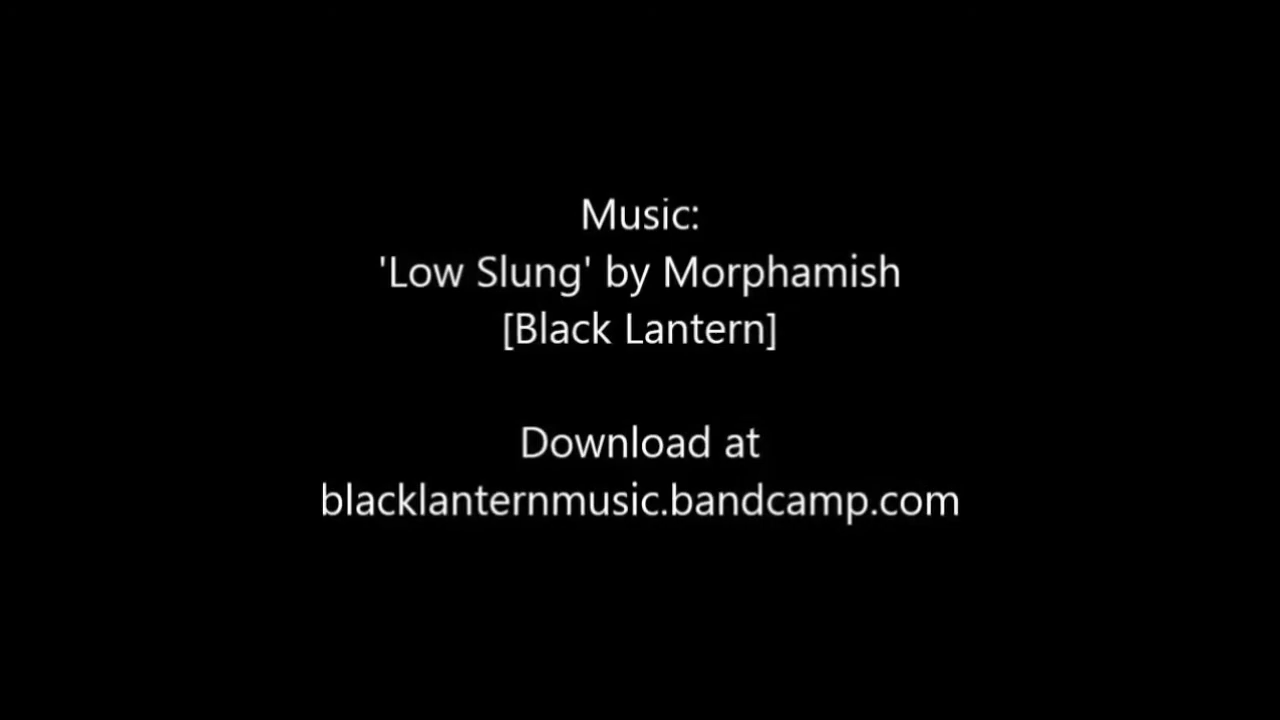 Music:
'Low Slung' by Morphamish
[Black Lantern]
Download at
blacklanternmusic.bandcamp.com